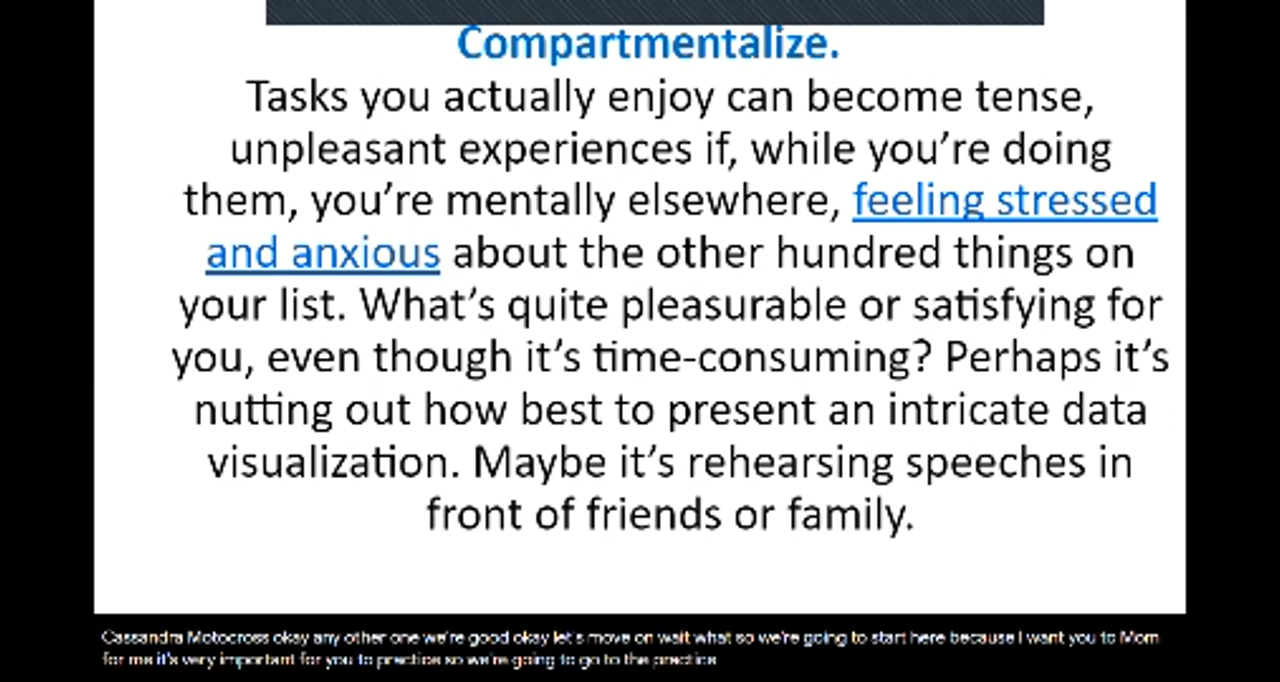 Compartmentalize.
Tasks you actually enjoy can become tense,
unpleasant experiences if, while you’re doing
them, you’re mentally elsewhere, feeling stressed
and anxious about the other hundred things on
your list. What’s quite pleasurable or satisfying for
you, even though it’s time-consuming? Perhaps it’s
nutting out how best to present an intricate data
visualization. Maybe it’s rehearsing speeches in
front of friends or family.
Cassandra Motocross okay any other one we're good okay let's move on wait what so we're going to start here because I want you to Mom
for me it's very important for you to practice so we're going to go to the practice